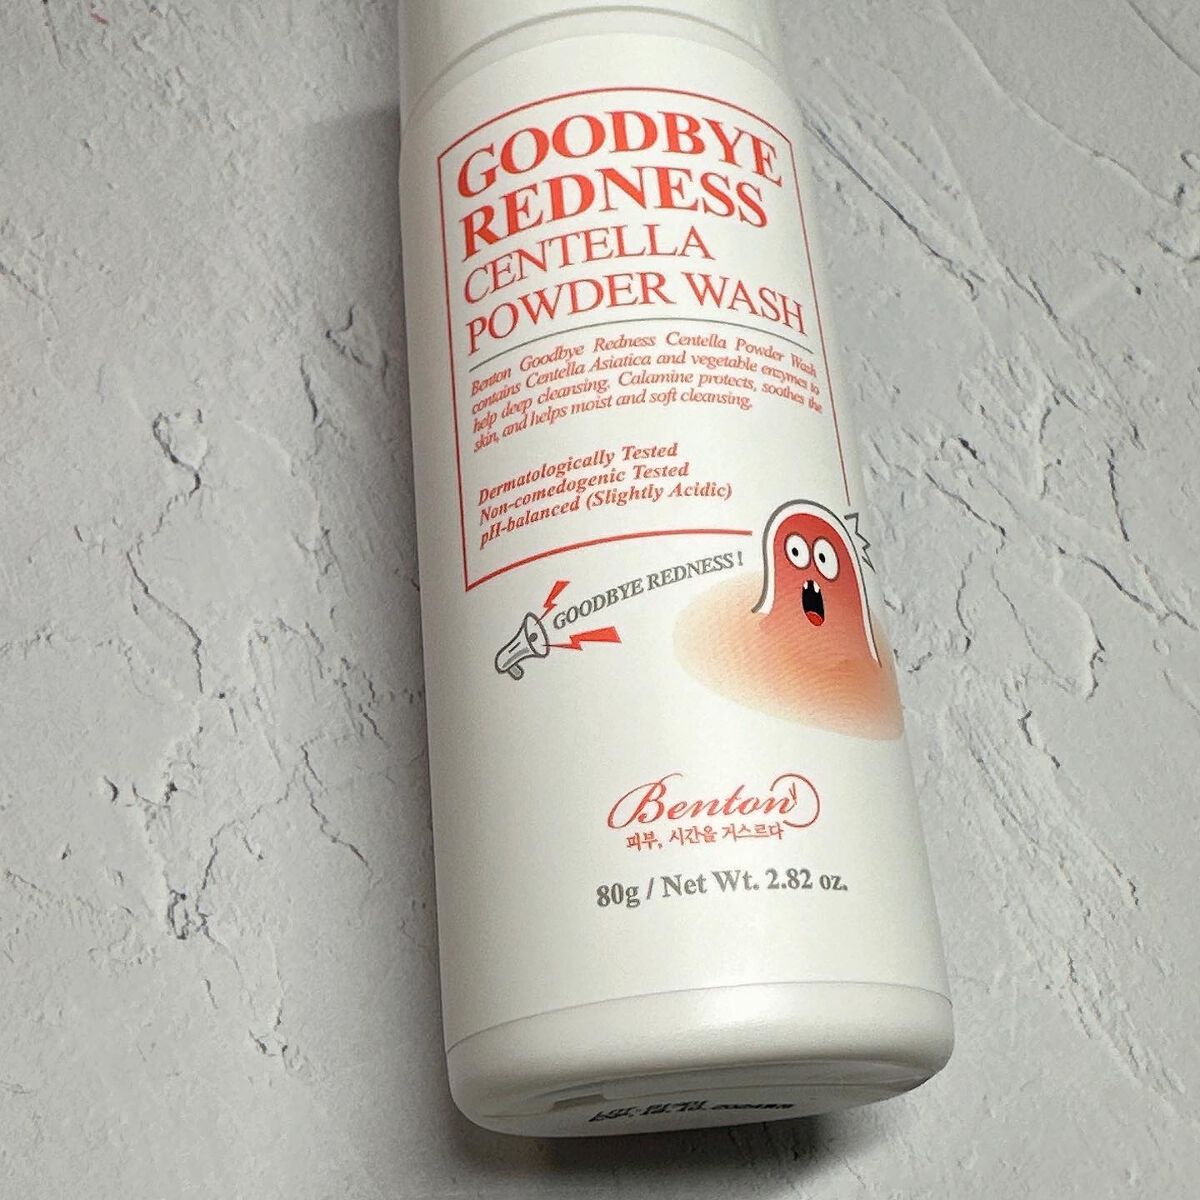 GOODBYE
REDNESS
CENTELLA
POWDER WASH
Benton Goodbye Redness Centella Powder Wash
contains Centella Asiatica and vegetable enzymes to
help deep cleansing. Calamine protects, soothes the
skin, and helps moist and soft cleansing.
Dermatologically Tested
Non-comedogenic Tested
pH-balanced (Slightly Acidic)
GOODBYE REDNESS!
Benton
피부, 시간을 거스르다
80g / Net Wt. 2.82 oz.